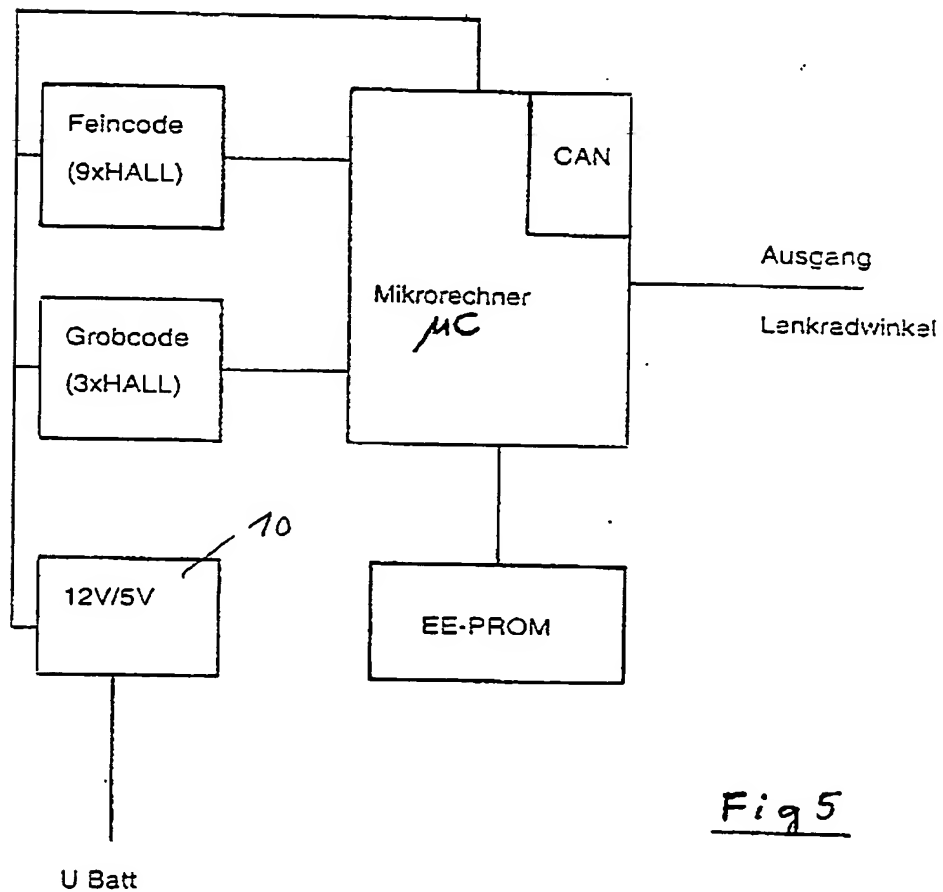 Feincode
(9xHALL)
CAN
Ausgang
Mikrorechner
µC
Lenkradwinkel
Grobcode
(3xHALL)
10
12V/5V
EE-PROM
Fig 5
U Batt